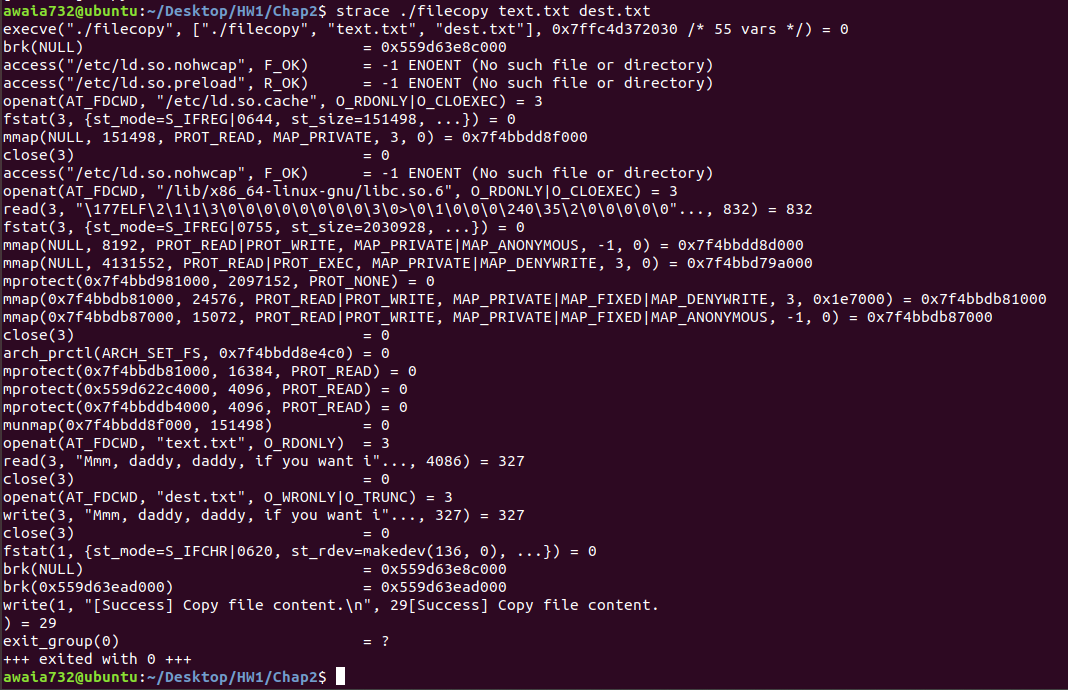 awaia732@ubuntu:~/Desktop/HW1/Chap2$ strace ./filecopy text.txt dest.txt
execve("./filecopy", ["./filecopy", "text.txt", "dest.txt"], 0x7ffc4d372030 /* 55 vars */) = 0
brk(NULL)                               = 0x559d63e8c000
access("/etc/ld.so.nohwcap", F_OK)      = -1 ENOENT (No such file or directory)
access("/etc/ld.so.preload", R_OK)      = -1 ENOENT (No such file or directory)
openat(AT_FDCWD, "/etc/ld.so.cache", O_RDONLY|O_CLOEXEC) = 3
fstat(3, {st_mode=S_IFREG|0644, st_size=151498, ...}) = 0
mmap(NULL, 151498, PROT_READ, MAP_PRIVATE, 3, 0) = 0x7f4bbdd8f000
close(3)                                = 0
access("/etc/ld.so.nohwcap", F_OK)      = -1 ENOENT (No such file or directory)
openat(AT_FDCWD, "/lib/x86_64-linux-gnu/libc.so.6", O_RDONLY|O_CLOEXEC) = 3
read(3, "\177ELF\2\1\1\3\0\0\0\0\0\0\0\0\3\0>\0\1\0\0\0\240\35\2\0\0\0\0\0"..., 832) = 832
fstat(3, {st_mode=S_IFREG|0755, st_size=2030928, ...}) = 0
mmap(NULL, 8192, PROT_READ|PROT_WRITE, MAP_PRIVATE|MAP_ANONYMOUS, -1, 0) = 0x7f4bbdd8d000
mmap(NULL, 4131552, PROT_READ|PROT_EXEC, MAP_PRIVATE|MAP_DENYWRITE, 3, 0) = 0x7f4bbd79a000
mprotect(0x7f4bbd981000, 2097152, PROT_NONE) = 0
mmap(0x7f4bbdb81000, 24576, PROT_READ|PROT_WRITE, MAP_PRIVATE|MAP_FIXED|MAP_DENYWRITE, 3, 0x1e7000) = 0x7f4bbdb81000
mmap(0x7f4bbdb87000, 15072, PROT_READ|PROT_WRITE, MAP_PRIVATE|MAP_FIXED|MAP_ANONYMOUS, -1, 0) = 0x7f4bbdb87000
close(3)                                = 0
arch_prctl(ARCH_SET_FS, 0x7f4bbdd8e4c0) = 0
mprotect(0x7f4bbdb81000, 16384, PROT_READ) = 0
mprotect(0x559d622c4000, 4096, PROT_READ) = 0
mprotect(0x7f4bbddb4000, 4096, PROT_READ) = 0
munmap(0x7f4bbdd8f000, 151498)          = 0
openat(AT_FDCWD, "text.txt", O_RDONLY)  = 3
read(3, "Mmm, daddy, daddy, if you want i"..., 4086) = 327
close(3)                                = 0
openat(AT_FDCWD, "dest.txt", O_WRONLY|O_TRUNC) = 3
write(3, "Mmm, daddy, daddy, if you want i"..., 327) = 327
close(3)                                = 0
fstat(1, {st_mode=S_IFCHR|0620, st_rdev=makedev(136, 0), ...}) = 0
brk(NULL)                               = 0x559d63e8c000
brk(0x559d63ead000)                     = 0x559d63ead000
write(1, "[Success] Copy file content.\n", 29[Success] Copy file content.
) = 29
exit_group(0)                           = ?
+++ exited with 0 +++
awaia732@ubuntu:~/Desktop/HW1/Chap2$